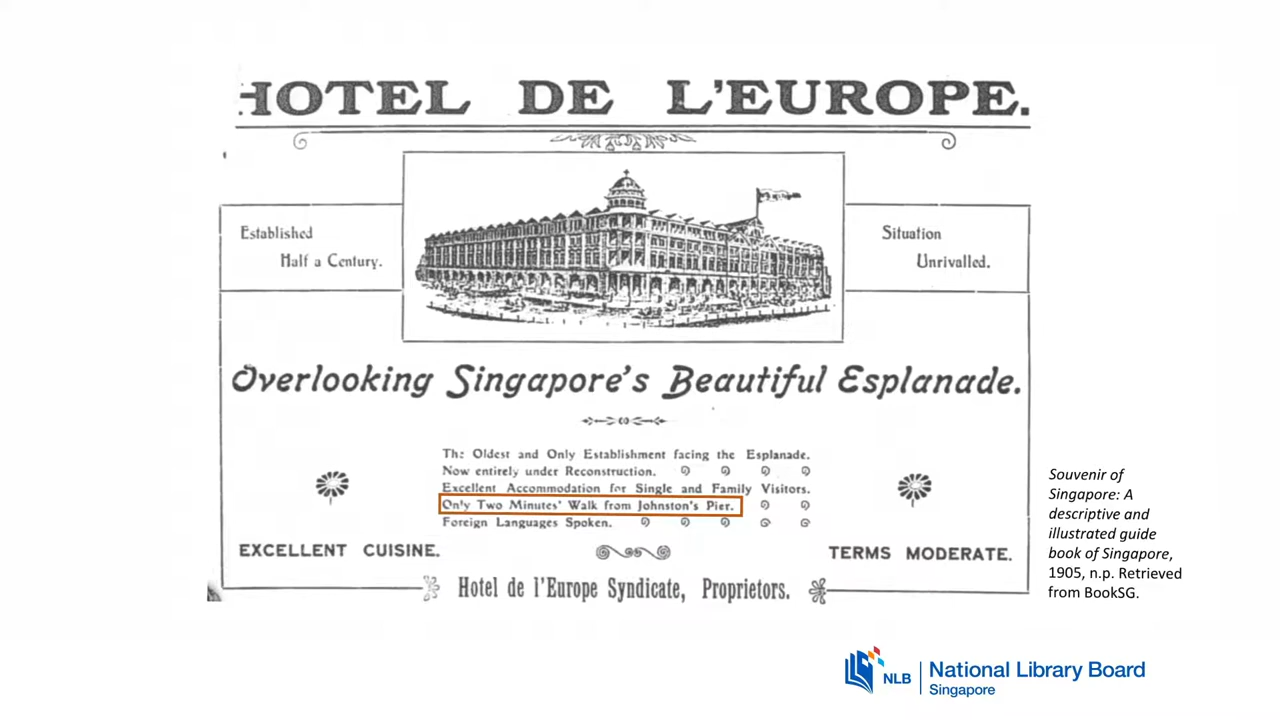 HOTEL DE L'EUROPE.
Established
Half a Century.
Situation
Unrivalled.
Overlooking Singapore's Beautiful Esplanade.
The Oldest and Only Establishment facing the Esplanade.
Now entirely under Reconstruction.
Excellent Accommodation for Single and Family Visitors.
Only Two Minutes' Walk from Johnston's Pier.
Foreign Languages Spoken.
EXCELLENT CUISINE.
TERMS MODERATE.
Hotel de l'Europe Syndicate, Proprietors.
Souvenir of
Singapore: A
descriptive and
illustrated guide
book of Singapore,
1905, n.p. Retrieved
from BookSG.
NLB
National Library Board
Singapore